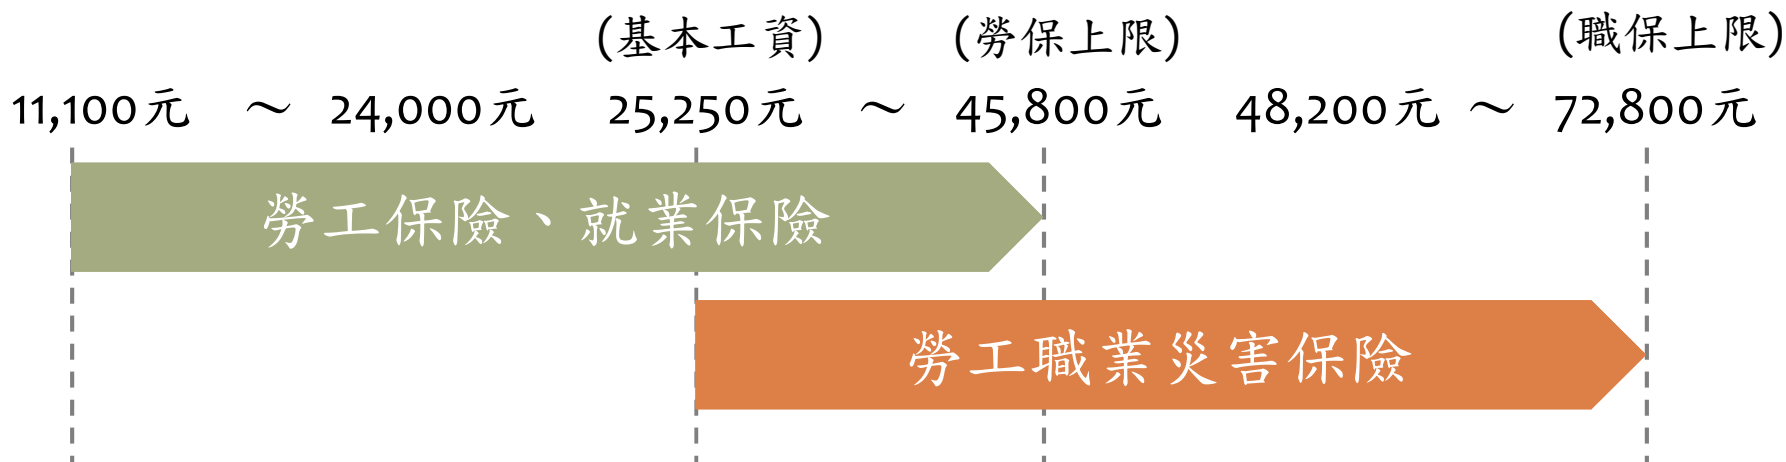 (基本工資) (勞保上限) (職保上限)
11,100元 ～ 24,000元 25,250元 ～ 45,800元 48,200元 ～ 72,800元
勞工保險、就業保險
勞工職業災害保險